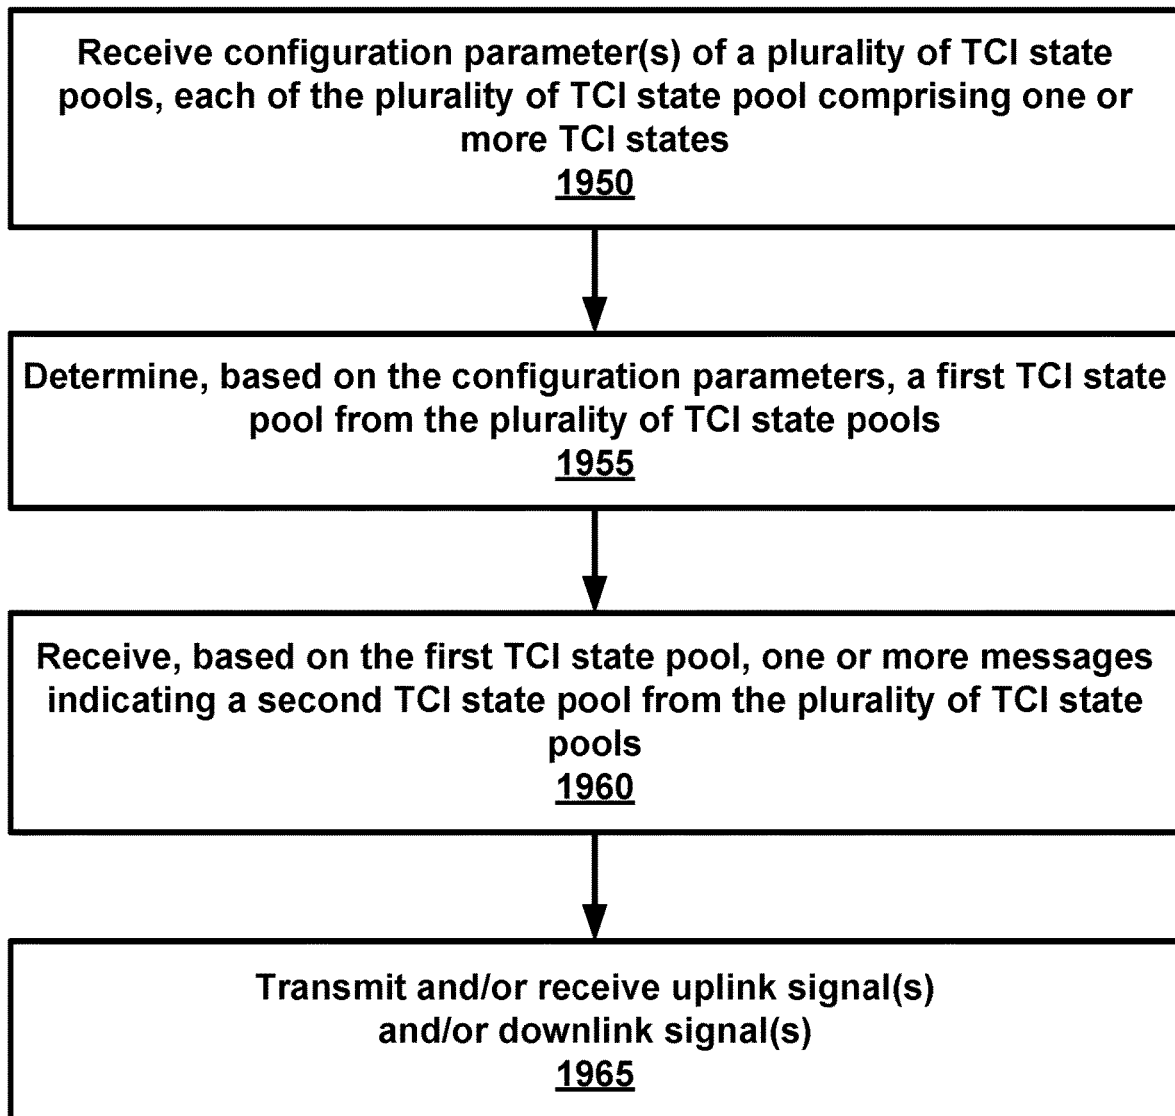 Receive configuration parameter(s) of a plurality of TCI state
pools, each of the plurality of TCI state pool comprising one or
more TCI states
1950
Determine, based on the configuration parameters, a first TCI state
pool from the plurality of TCI state pools
1955
Receive, based on the first TCI state pool, one or more messages
indicating a second TCI state pool from the plurality of TCI state
pools
1960
Transmit and/or receive uplink signal(s)
and/or downlink signal(s)
1965